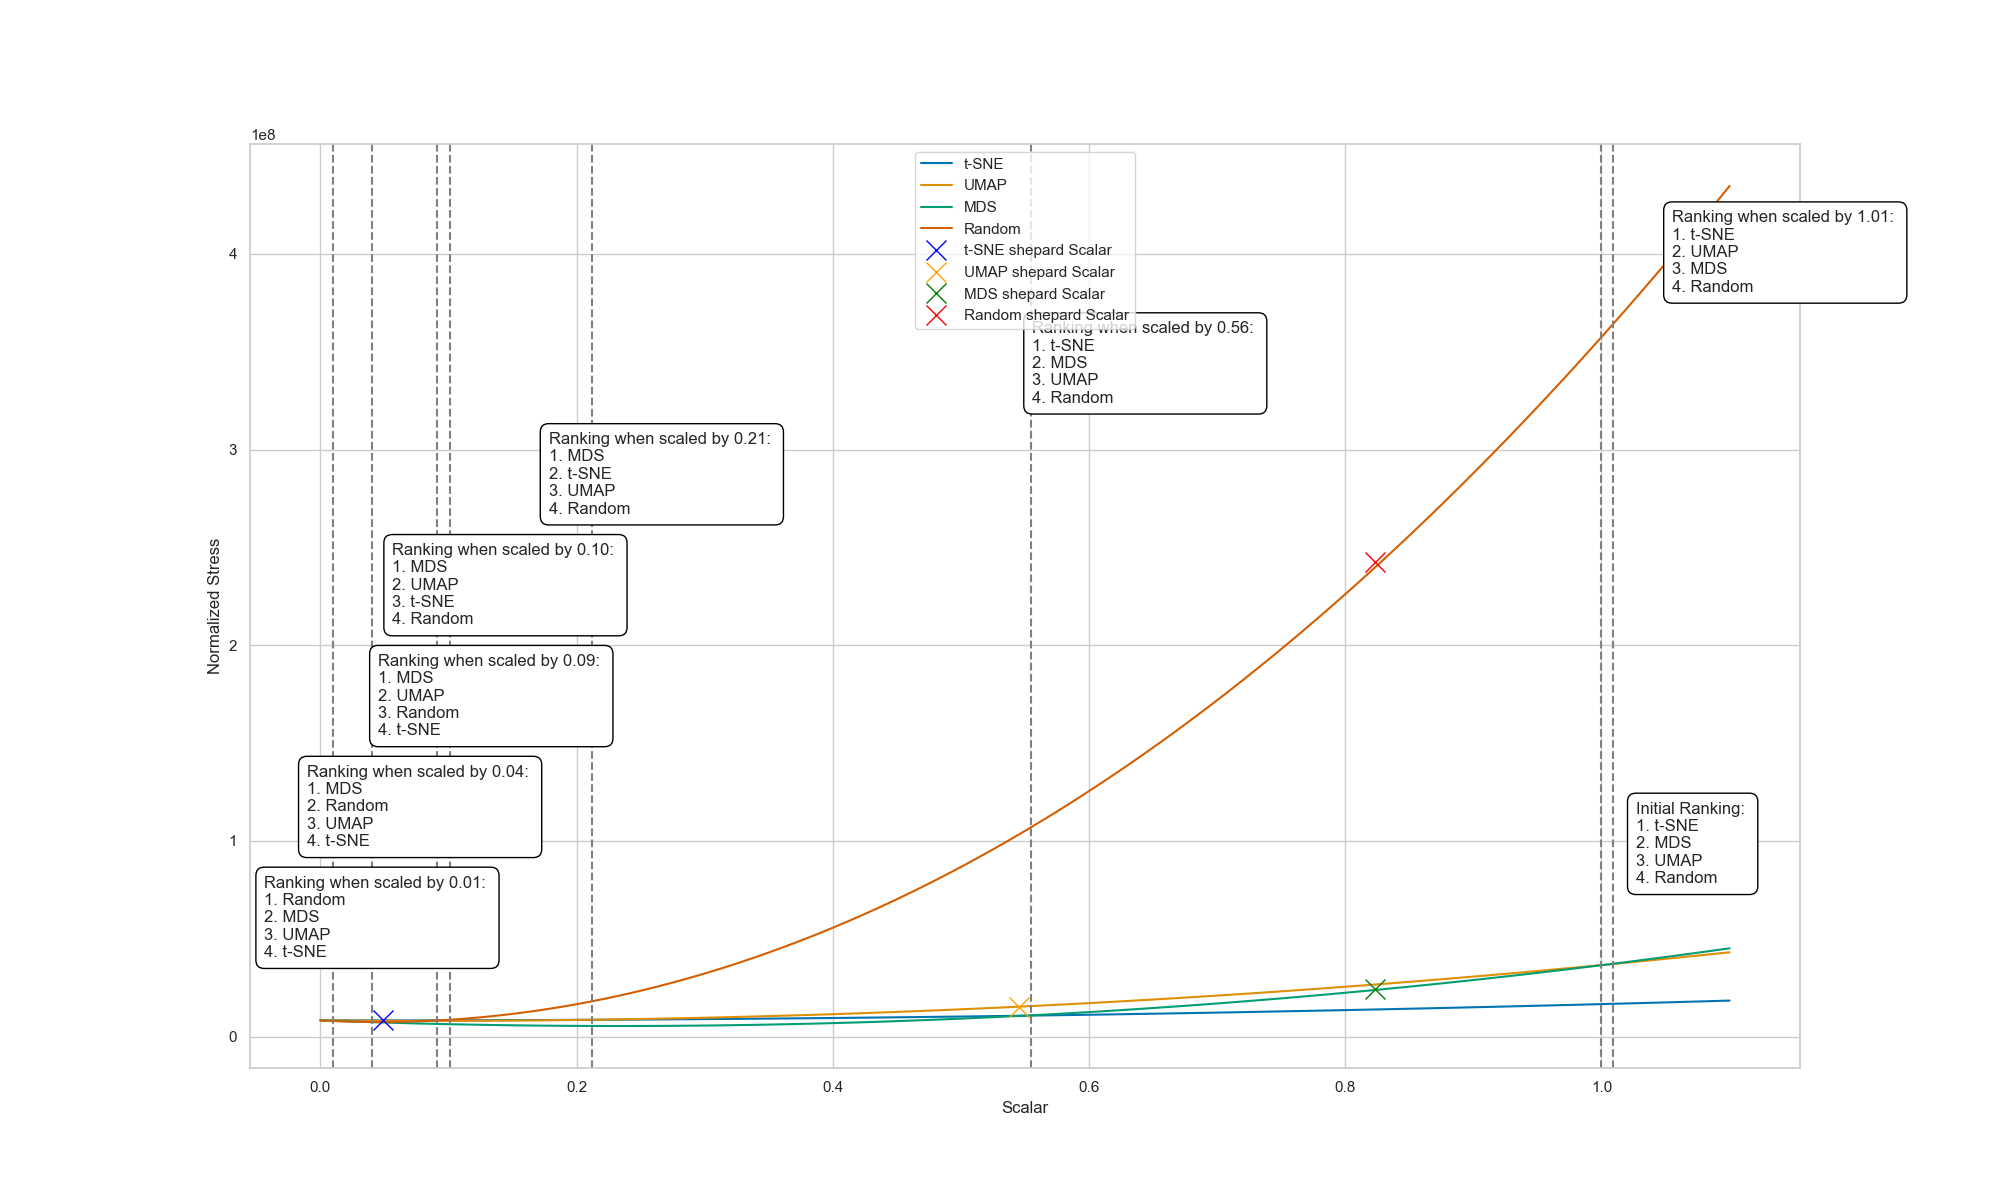 1e8
t-SNE
UMAP
MDS
Random
t-SNE shepard Scalar
UMAP shepard Scalar
MDS shepard Scalar
Random shepard Scalar
Ranking when scaled by 1.01:
1. t-SNE
2. UMAP
3. MDS
4. Random
Ranking when scaled by 0.56:
1. t-SNE
2. MDS
3. UMAP
4. Random
Ranking when scaled by 0.21:
1. MDS
2. t-SNE
3. UMAP
4. Random
Ranking when scaled by 0.10:
1. MDS
2. UMAP
3. t-SNE
4. Random
Ranking when scaled by 0.09:
1. MDS
2. UMAP
3. Random
4. t-SNE
Ranking when scaled by 0.04:
1. MDS
2. Random
3. UMAP
4. t-SNE
Initial Ranking:
1. t-SNE
2. MDS
3. UMAP
4. Random
Ranking when scaled by 0.01:
1. Random
2. MDS
3. UMAP
4. t-SNE
4
3
2
1
0
Normalized Stress
0.0 0.2 0.4 0.6 0.8 1.0
Scalar